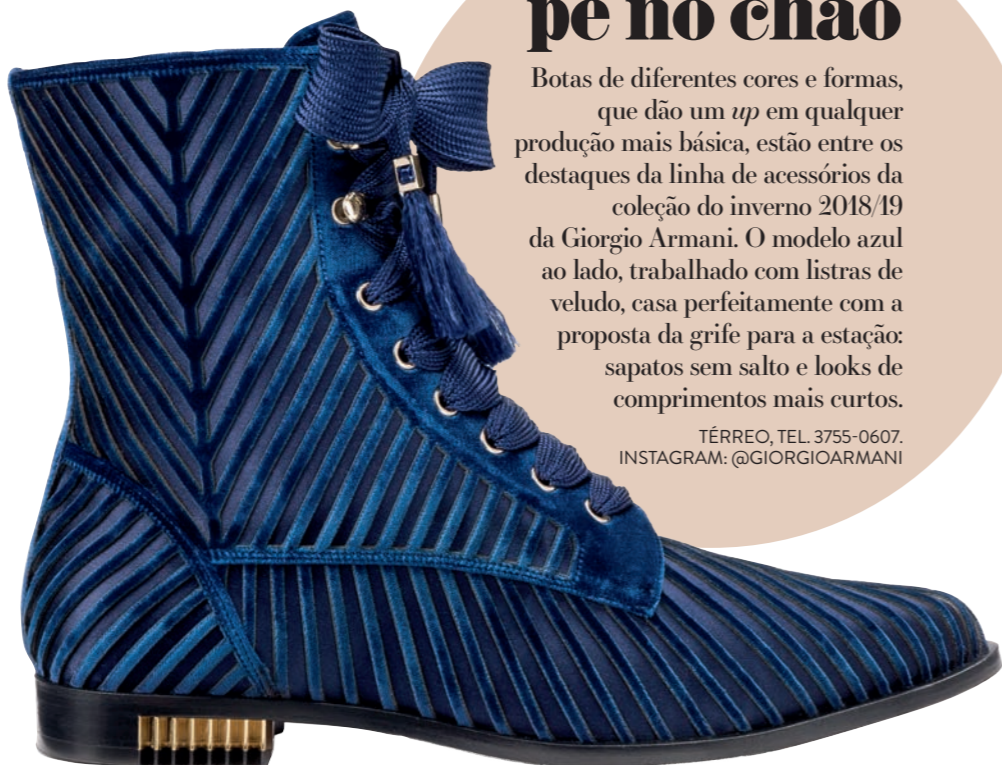 pé no chão
Botas de diferentes cores e formas,
que dão um up em qualquer
produção mais básica, estão entre os
destaques da linha de acessórios da
coleção do inverno 2018/19
da Giorgio Armani. O modelo azul
ao lado, trabalhado com listras de
veludo, casa perfeitamente com a
proposta da grife para a estação:
sapatos sem salto e looks de
comprimentos mais curtos.
TÉRREO, TEL. 3755-0607.
INSTAGRAM: @GIORGIOARMANI